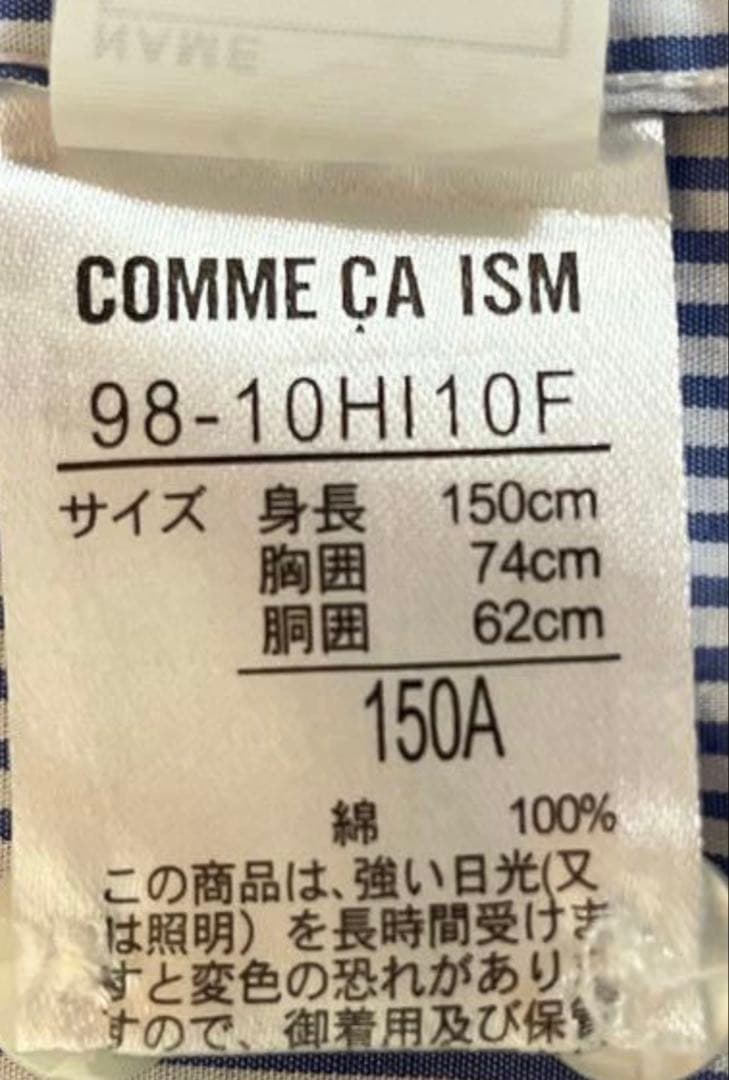 NAME
COMME ÇA ISM
98-10HI10F
サイズ 身長 150cm
胸囲 74cm
胴囲 62cm
150A
綿 100%
この商品は、強い日光(又
は照明）を長時間受けま
すと変色の恐れがあり
すので、御着用及び保管